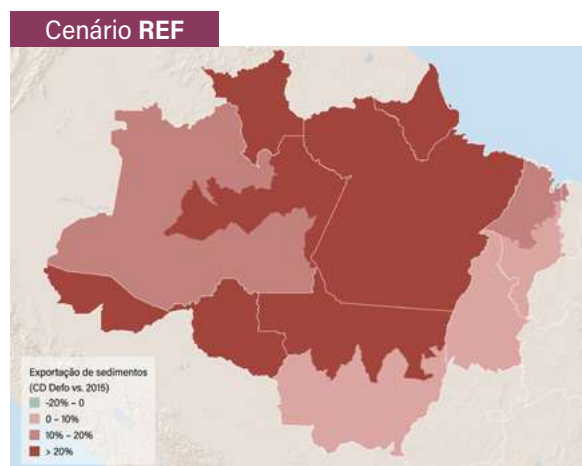 Cenário REF
Exportação de sedimentos
(CD Defo vs. 2015)
-20% – 0
0 – 10%
10% – 20%
> 20%